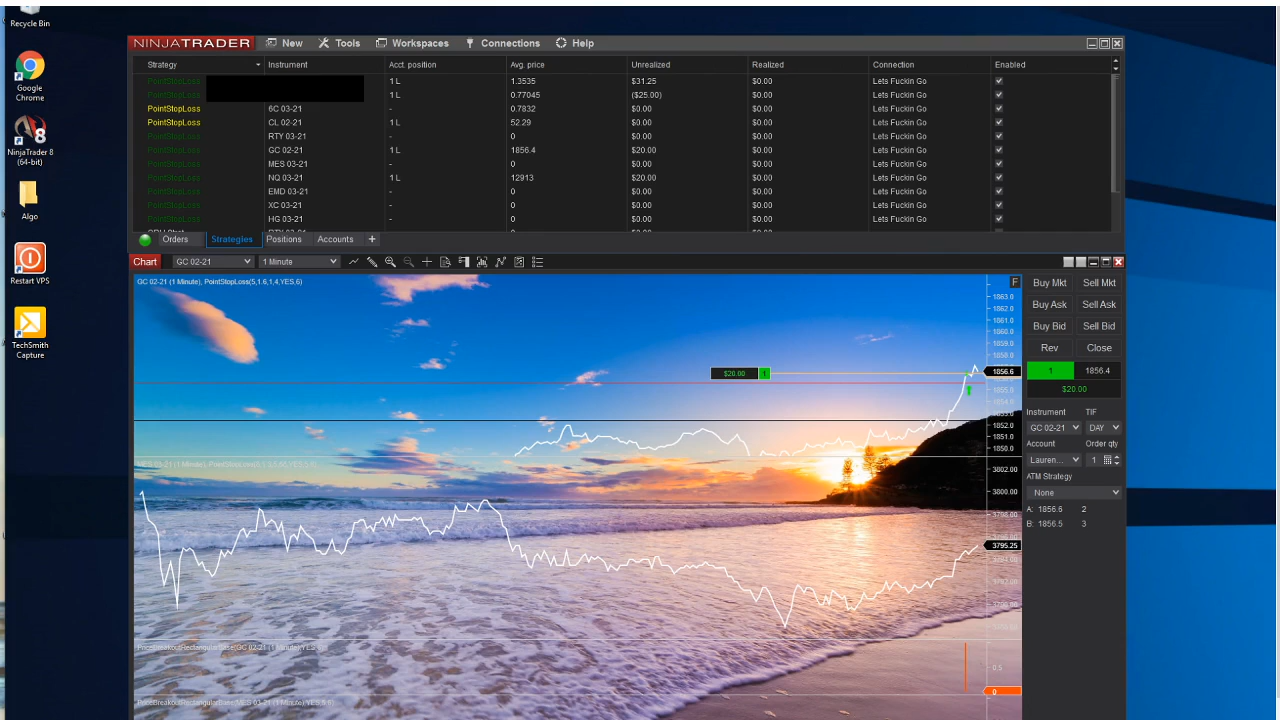 Recycle Bin
Google
Chrome
NinjaTrader 8
(64-bit)
Algo
Restart VPS
TechSmith
Capture
NINJATRADER New Tools Workspaces Connections Help
Strategy Instrument Acct. position Avg. price Unrealized Realized Connection Enabled
PointStopLoss 1 L 1.3535 $31.25 $0.00 Lets Fuckin Go
PointStopLoss 1 L 0.77045 ($25.00) $0.00 Lets Fuckin Go
PointStopLoss 6C 03-21 - 0.7832 $0.00 $0.00 Lets Fuckin Go
PointStopLoss CL 02-21 1 L 52.29 $0.00 $0.00 Lets Fuckin Go
PointStopLoss RTY 03-21 - 0 $0.00 $0.00 Lets Fuckin Go
PointStopLoss GC 02-21 1 L 1856.4 $20.00 $0.00 Lets Fuckin Go
PointStopLoss MES 03-21 - 0 $0.00 $0.00 Lets Fuckin Go
PointStopLoss NQ 03-21 1 L 12913 $20.00 $0.00 Lets Fuckin Go
PointStopLoss EMD 03-21 - 0 $0.00 $0.00 Lets Fuckin Go
PointStopLoss XC 03-21 - 0 $0.00 $0.00 Lets Fuckin Go
PointStopLoss HG 03-21 - 0 $0.00 $0.00 Lets Fuckin Go
Orders Strategies Positions Accounts +
Chart GC 02-21 1 Minute
GC 02-21 (1 Minute), PointStopLoss(5,1.6,1,4,YES,6)
F
1863.0
1862.0
1861.0
1860.0
1859.0
1858.0
1856.6
1855.0
1854.0
1853.0
1852.0
1851.0
1850.0
$20.00 1
3802.00
3800.00
3798.00
3795.25
3794.00
3792.00
3790.00
0.5
0
Buy Mkt Sell Mkt
Buy Ask Sell Ask
Buy Bid Sell Bid
Rev Close
1 1856.4
$20.00
Instrument TIF
GC 02-21 DAY
Account Order qty
Lauren... 1
ATM Strategy
None
A: 1856.6 2
B: 1856.5 3